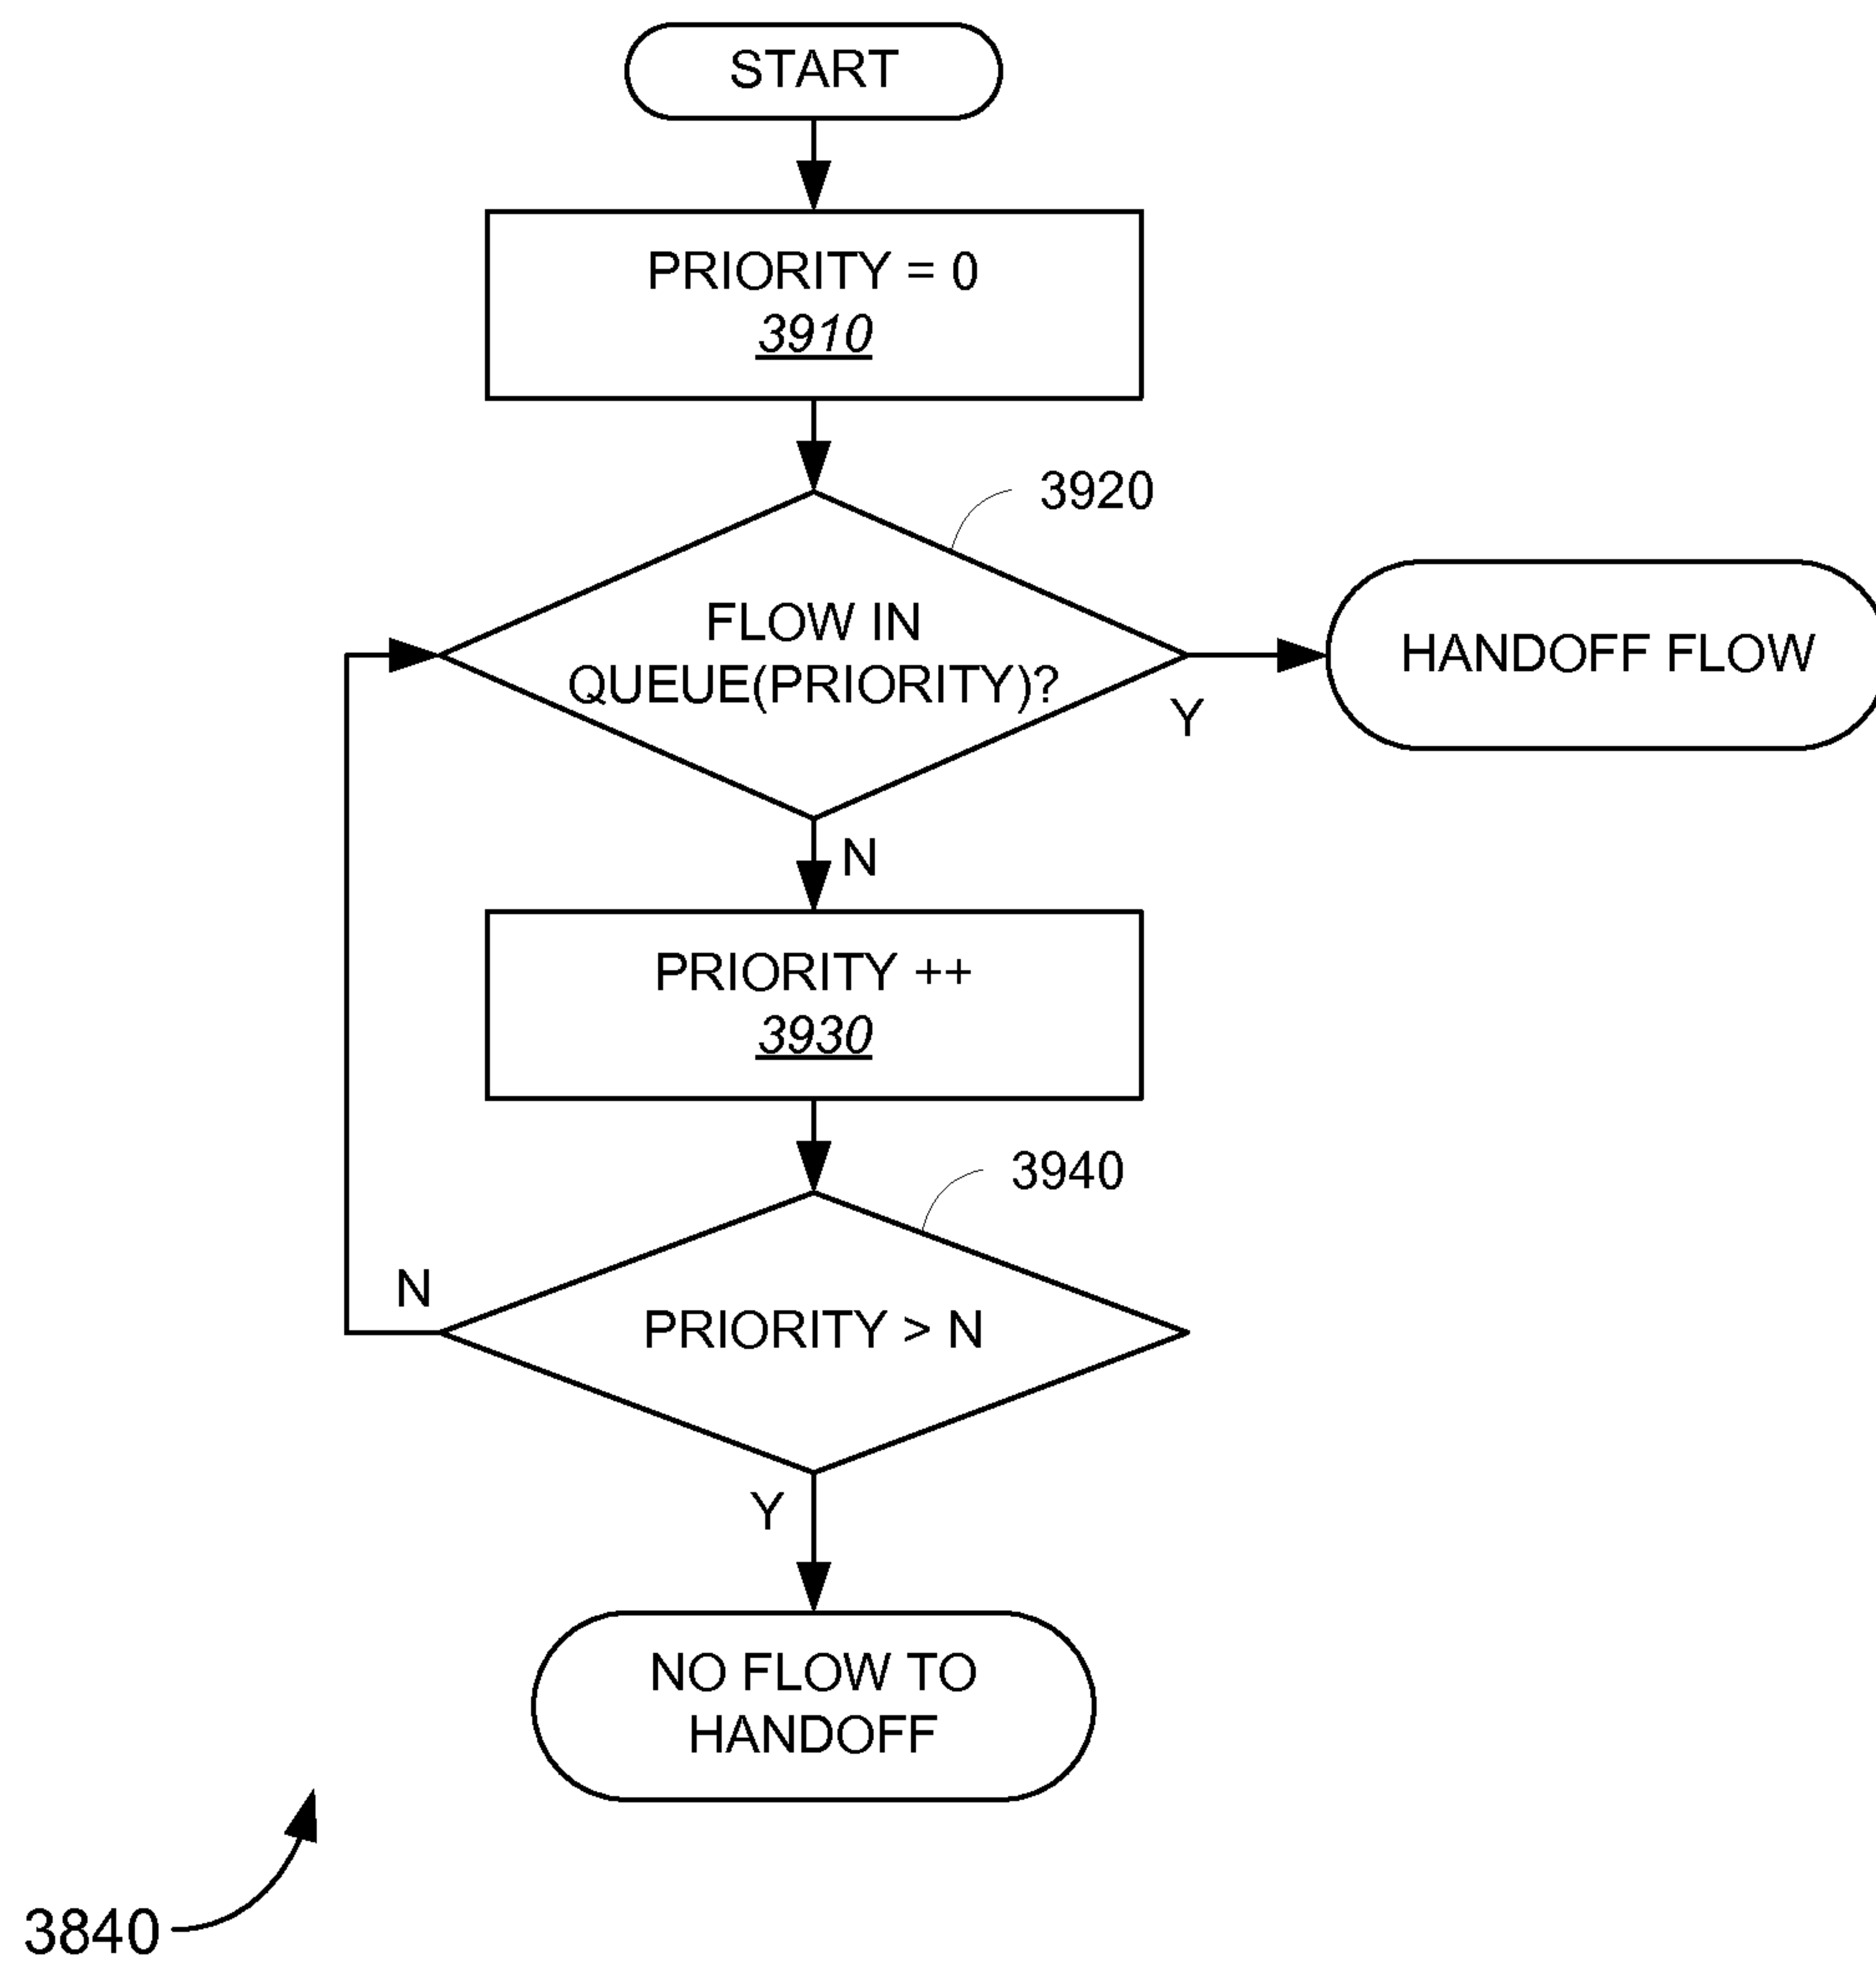 START
PRIORITY = 0
3910
3920
FLOW IN
QUEUE(PRIORITY)?
Y
HANDOFF FLOW
N
PRIORITY ++
3930
3940
N
PRIORITY > N
Y
NO FLOW TO
HANDOFF
3840